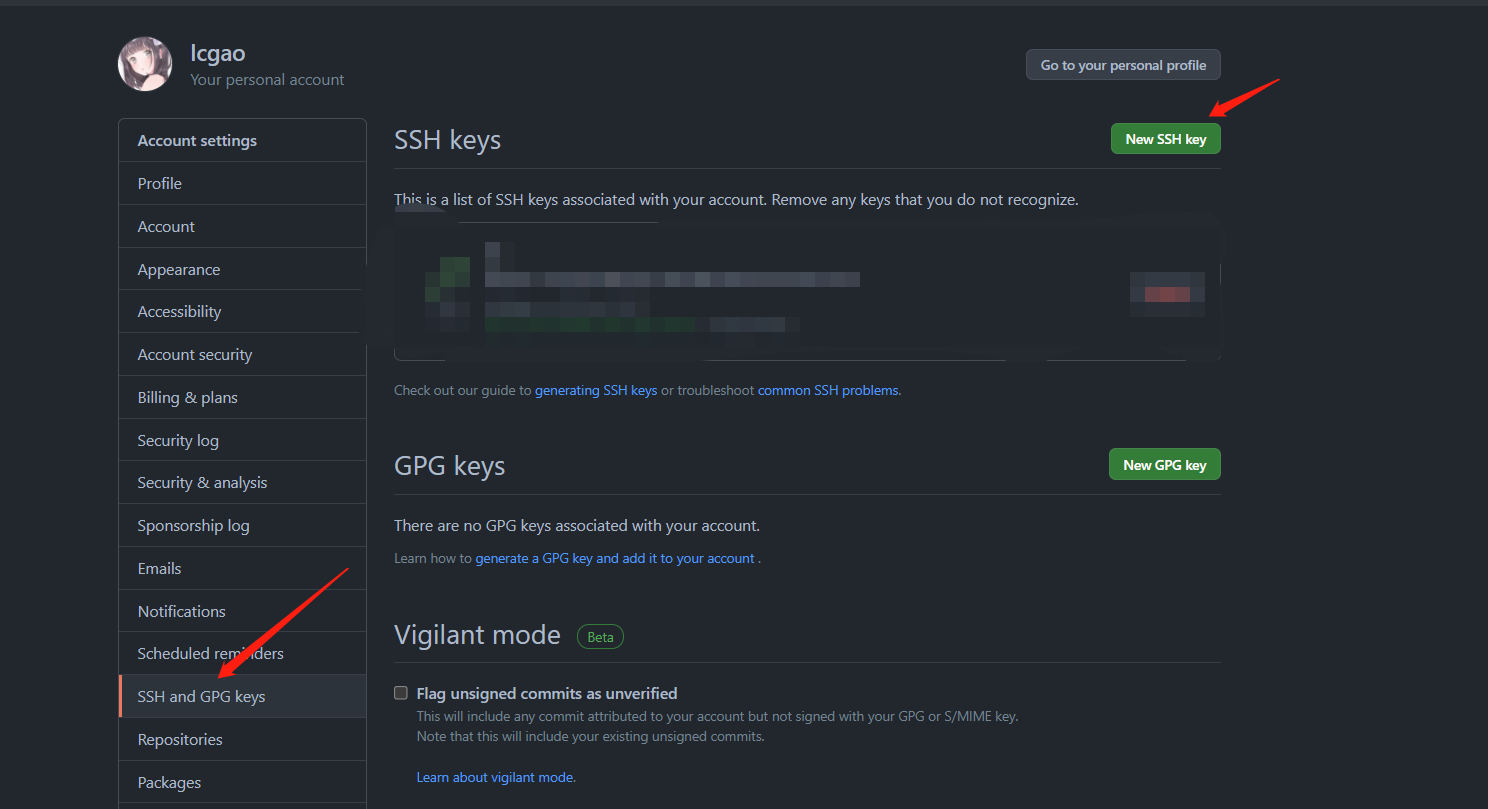 lcgao
Your personal account
Go to your personal profile
Account settings
Profile
Account
Appearance
Accessibility
Account security
Billing & plans
Security log
Security & analysis
Sponsorship log
Emails
Notifications
Scheduled reminders
SSH and GPG keys
Repositories
Packages
SSH keys
New SSH key
This is a list of SSH keys associated with your account. Remove any keys that you do not recognize.
Check out our guide to generating SSH keys or troubleshoot common SSH problems.
GPG keys
New GPG key
There are no GPG keys associated with your account.
Learn how to generate a GPG key and add it to your account .
Vigilant mode
Beta
Flag unsigned commits as unverified
This will include any commit attributed to your account but not signed with your GPG or S/MIME key.
Note that this will include your existing unsigned commits.
Learn about vigilant mode.